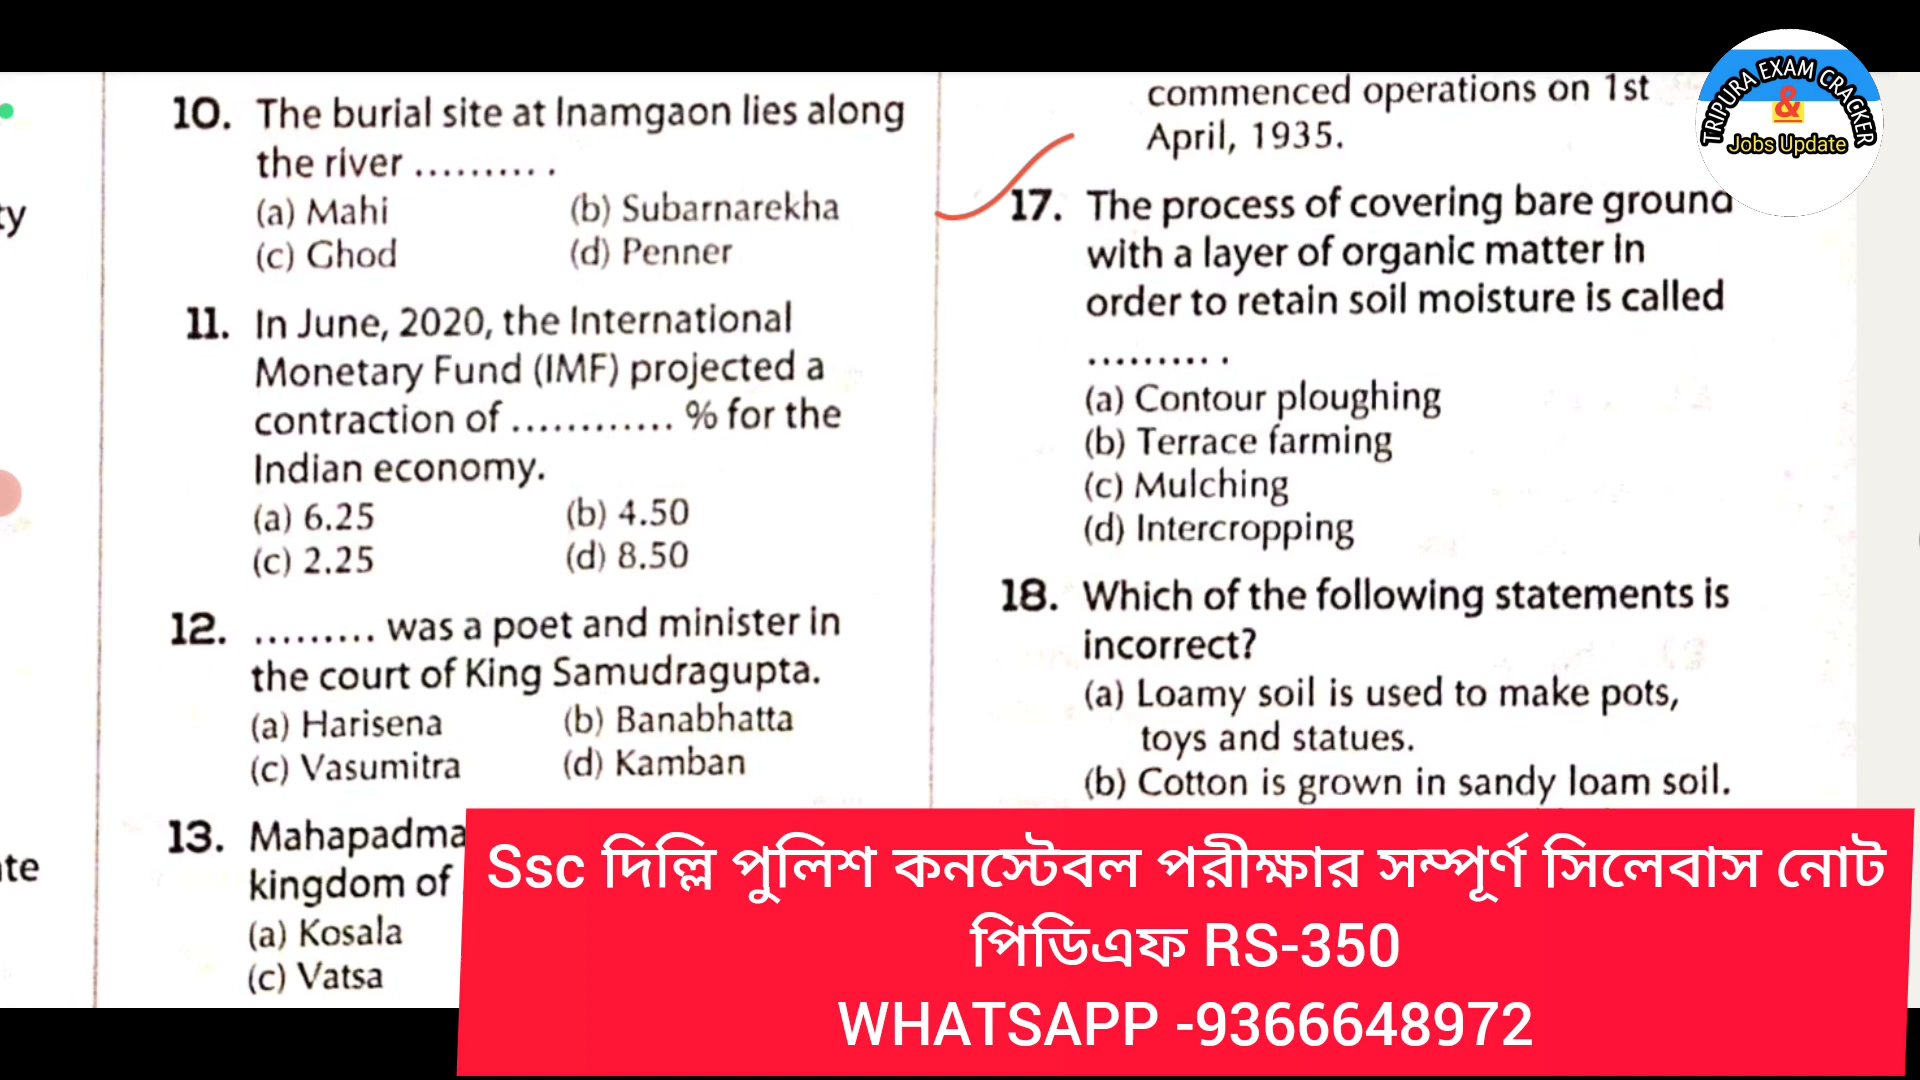 ty
te
10. The burial site at Inamgaon lies along
the river .......... .
(a) Mahi (b) Subarnarekha
(c) Ghod (d) Penner
11. In June, 2020, the International
Monetary Fund (IMF) projected a
contraction of ............ % for the
Indian economy.
(a) 6.25 (b) 4.50
(c) 2.25 (d) 8.50
12. ......... was a poet and minister in
the court of King Samudragupta.
(a) Harisena (b) Banabhatta
(c) Vasumitra (d) Kamban
13. Mahapadma
kingdom of
(a) Kosala
(c) Vatsa
commenced operations on 1st
April, 1935.
17. The process of covering bare ground
with a layer of organic matter in
order to retain soil moisture is called
.......... .
(a) Contour ploughing
(b) Terrace farming
(c) Mulching
(d) Intercropping
18. Which of the following statements is
incorrect?
(a) Loamy soil is used to make pots,
toys and statues.
(b) Cotton is grown in sandy loam soil.
TRIPURA EXAM CRACKER
&
Jobs Update
Ssc দিল্লি পুলিশ কনস্টেবল পরীক্ষার সম্পূর্ণ সিলেবাস নোট
পিডিএফ RS-350
WHATSAPP -9366648972